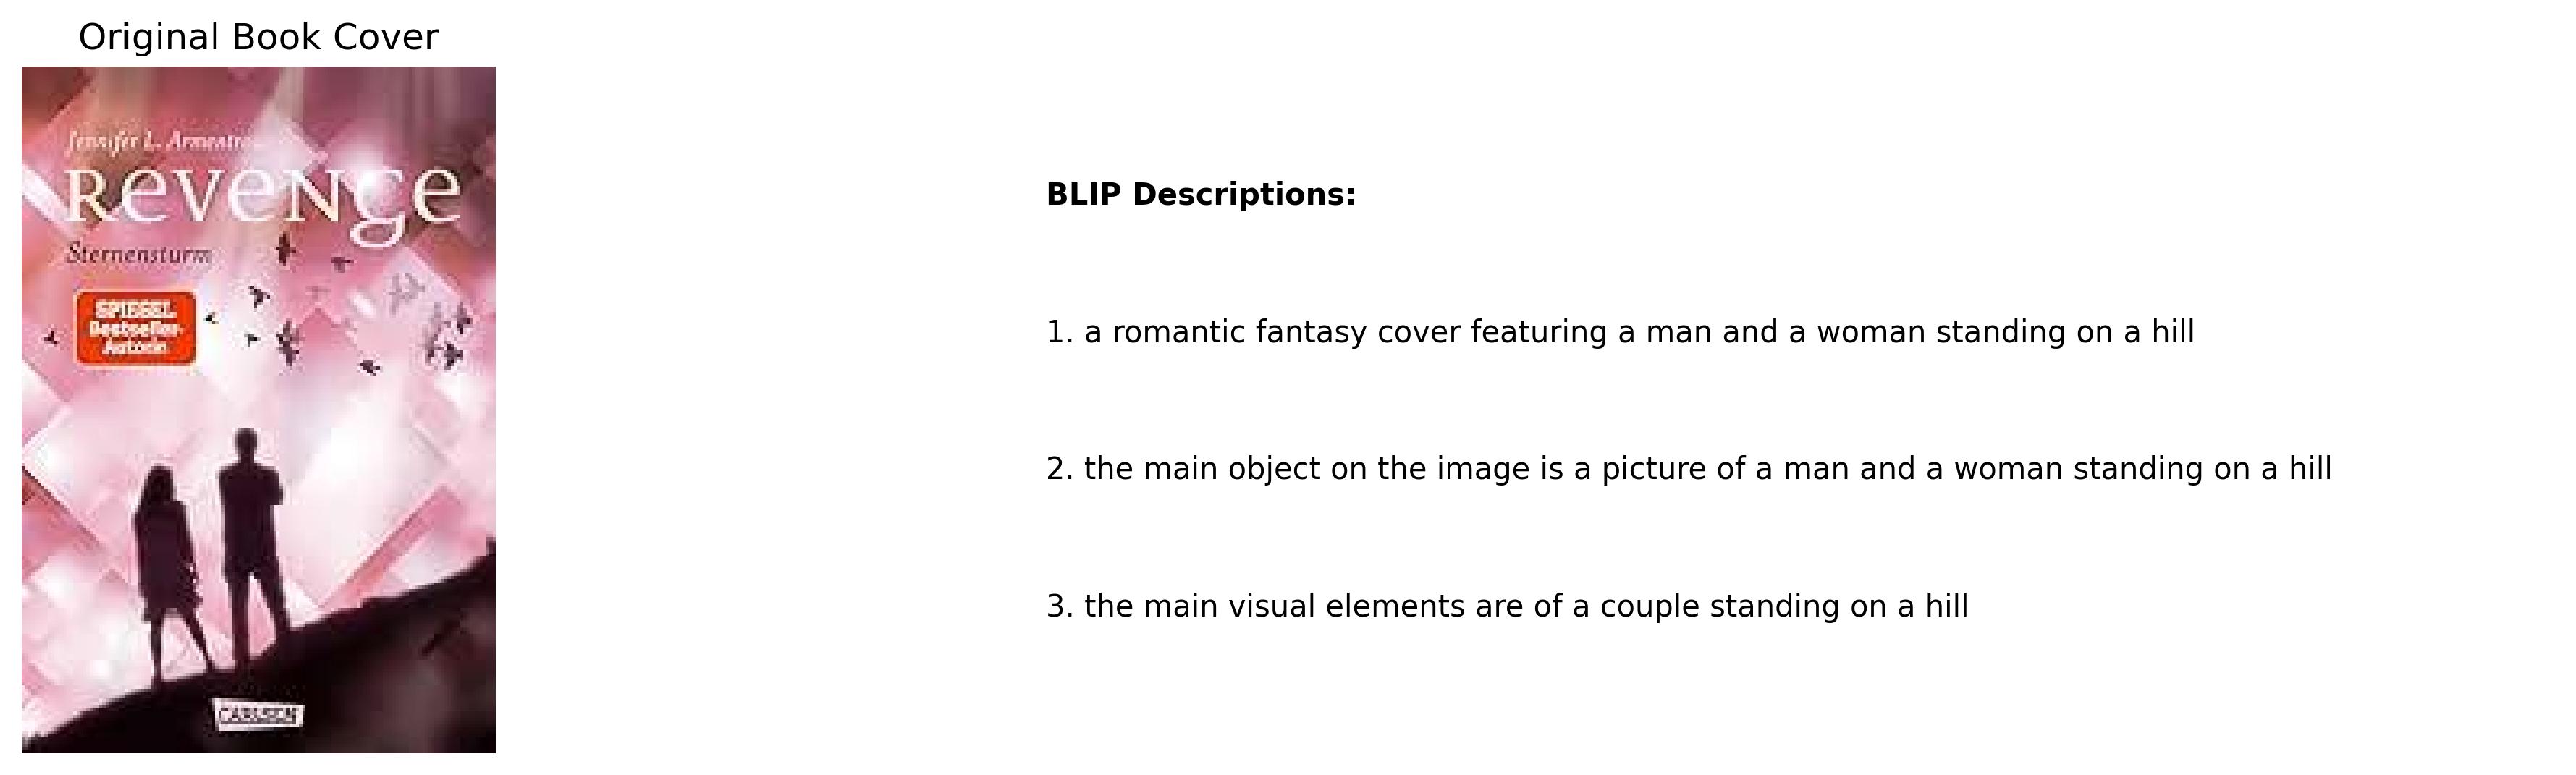 Original Book Cover
Jennifer L. Armentro
Revenge
Sternensturm
SPIEGEL
Bestseller-
Autorin
CARLSEN
BLIP Descriptions:
1. a romantic fantasy cover featuring a man and a woman standing on a hill
2. the main object on the image is a picture of a man and a woman standing on a hill
3. the main visual elements are of a couple standing on a hill